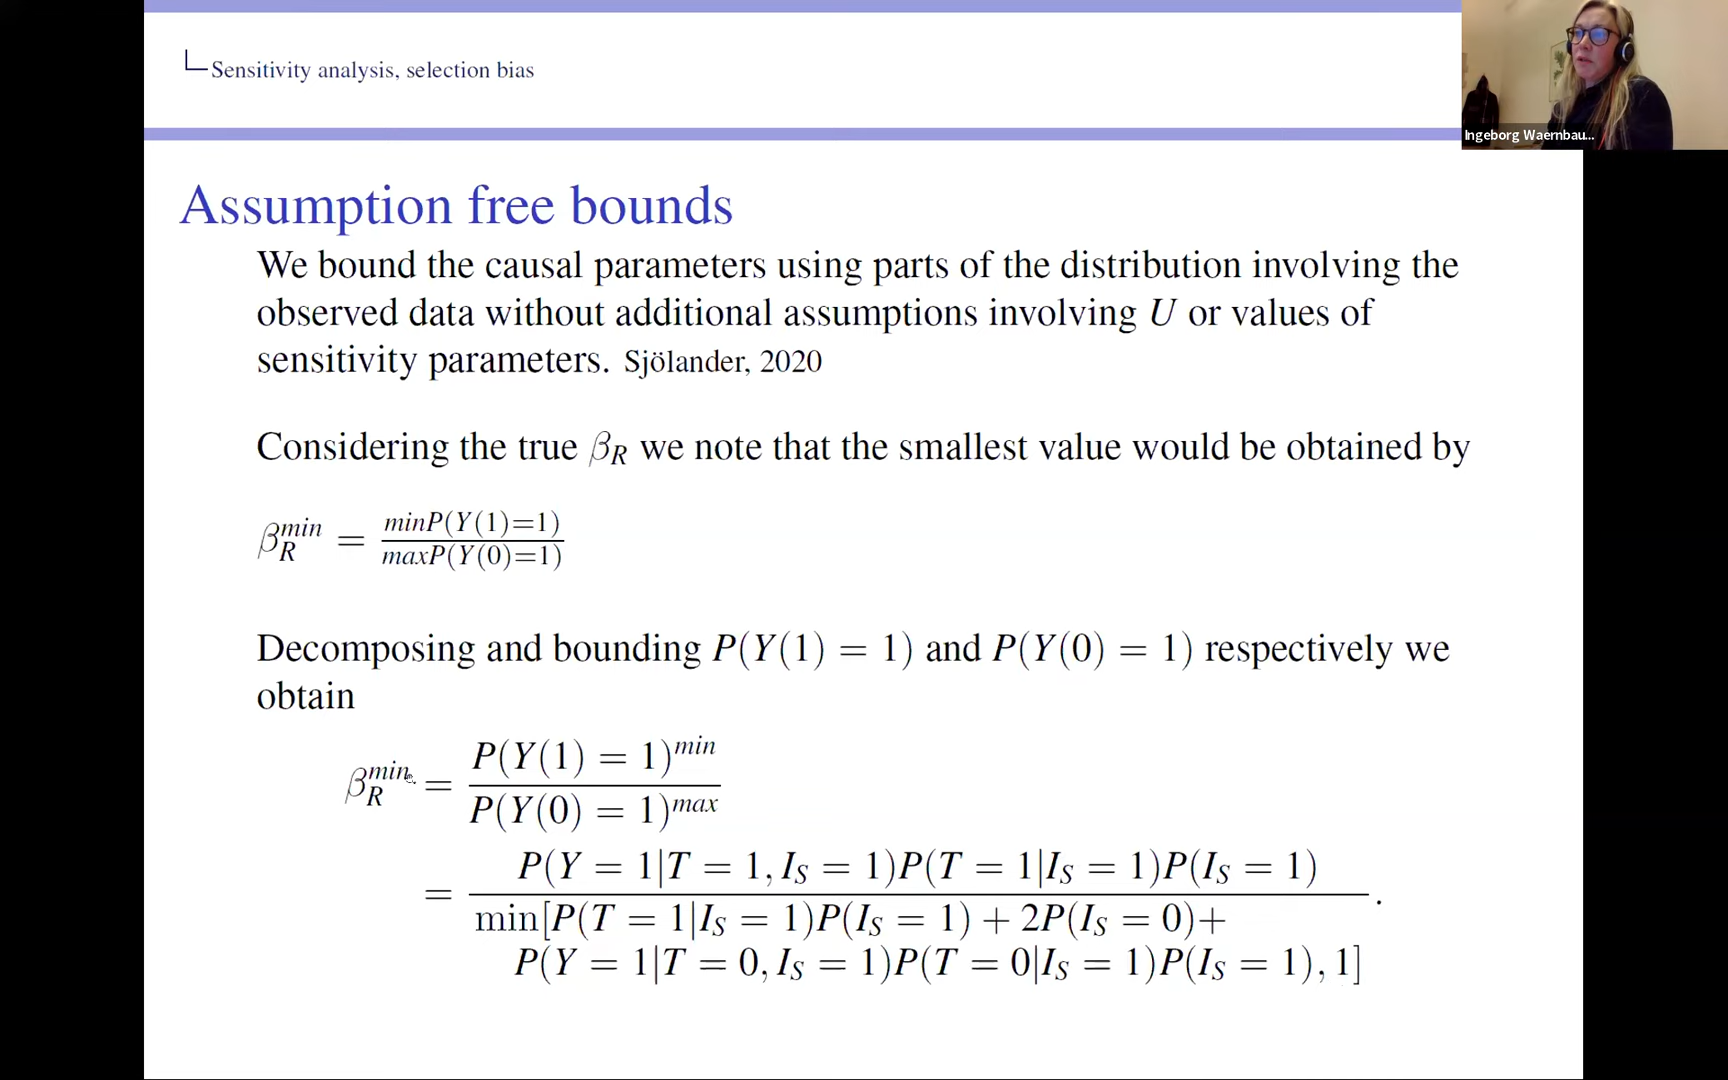 Sensitivity analysis, selection bias
Ingeborg Waernbau...
Assumption free bounds
We bound the causal parameters using parts of the distribution involving the
observed data without additional assumptions involving U or values of
sensitivity parameters. Sjölander, 2020
Considering the true β_R we note that the smallest value would be obtained by
β_R^{min} = \frac{minP(Y(1)=1)}{maxP(Y(0)=1)}
Decomposing and bounding P(Y(1) = 1) and P(Y(0) = 1) respectively we
obtain
β_R^{min} = \frac{P(Y(1) = 1)^{min}}{P(Y(0) = 1)^{max}}
= \frac{P(Y = 1|T = 1, I_S = 1)P(T = 1|I_S = 1)P(I_S = 1)}{min[P(T = 1|I_S = 1)P(I_S = 1) + 2P(I_S = 0)+ P(Y = 1|T = 0, I_S = 1)P(T = 0|I_S = 1)P(I_S = 1), 1]}.